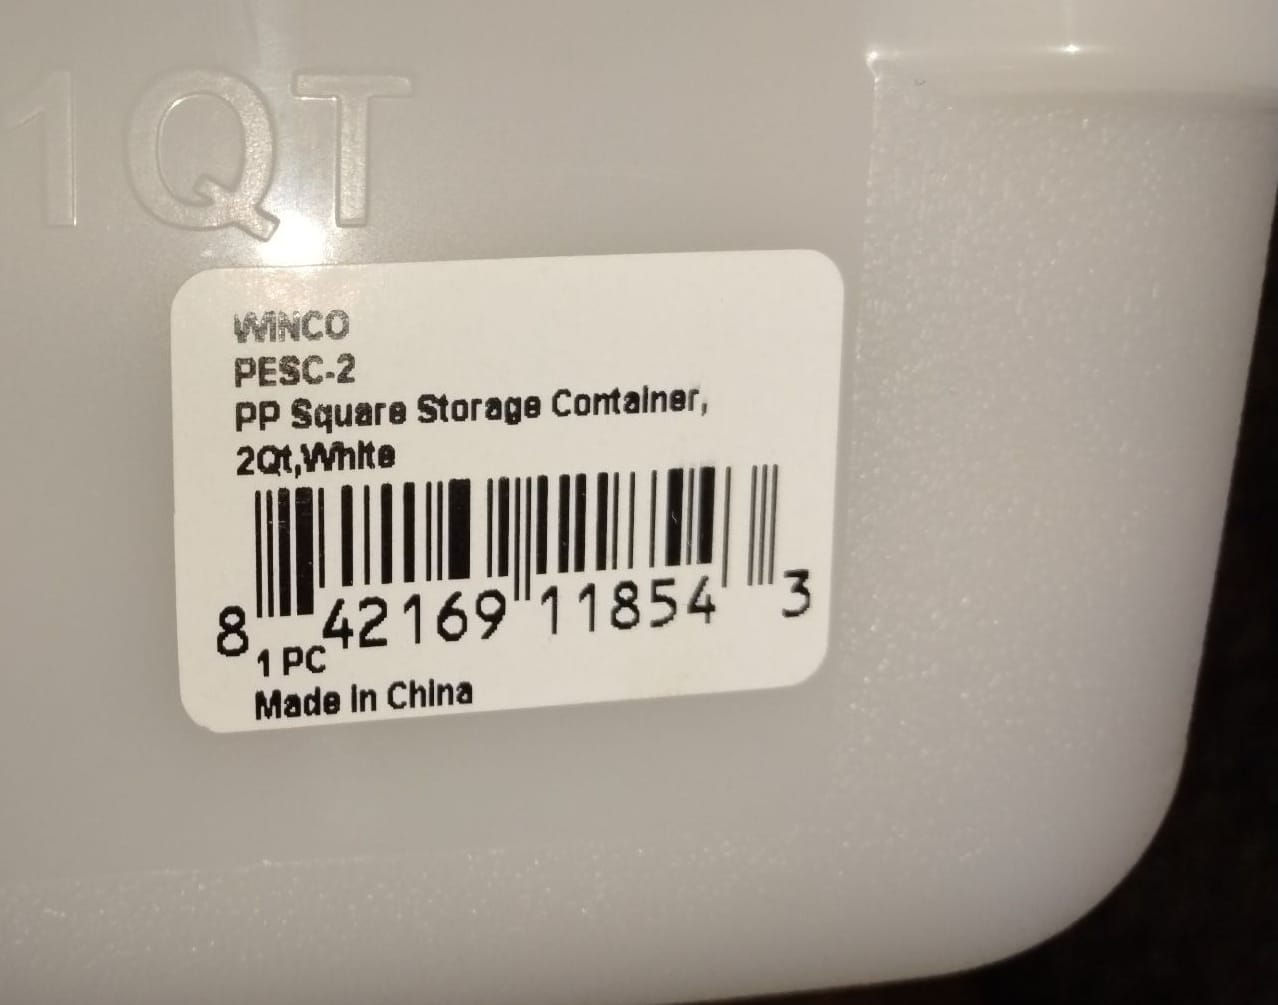 1QT
WINCO
PESC-2
PP Square Storage Container,
2Qt,White
8 42169 11854 3
1 PC
Made in China